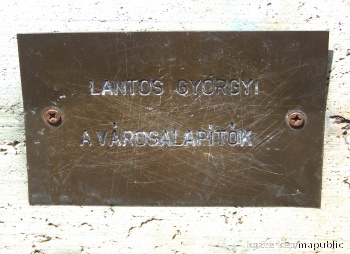 LANTOS GYÖRGYI
A VÁROSALAPÍTÓK
/mapublic